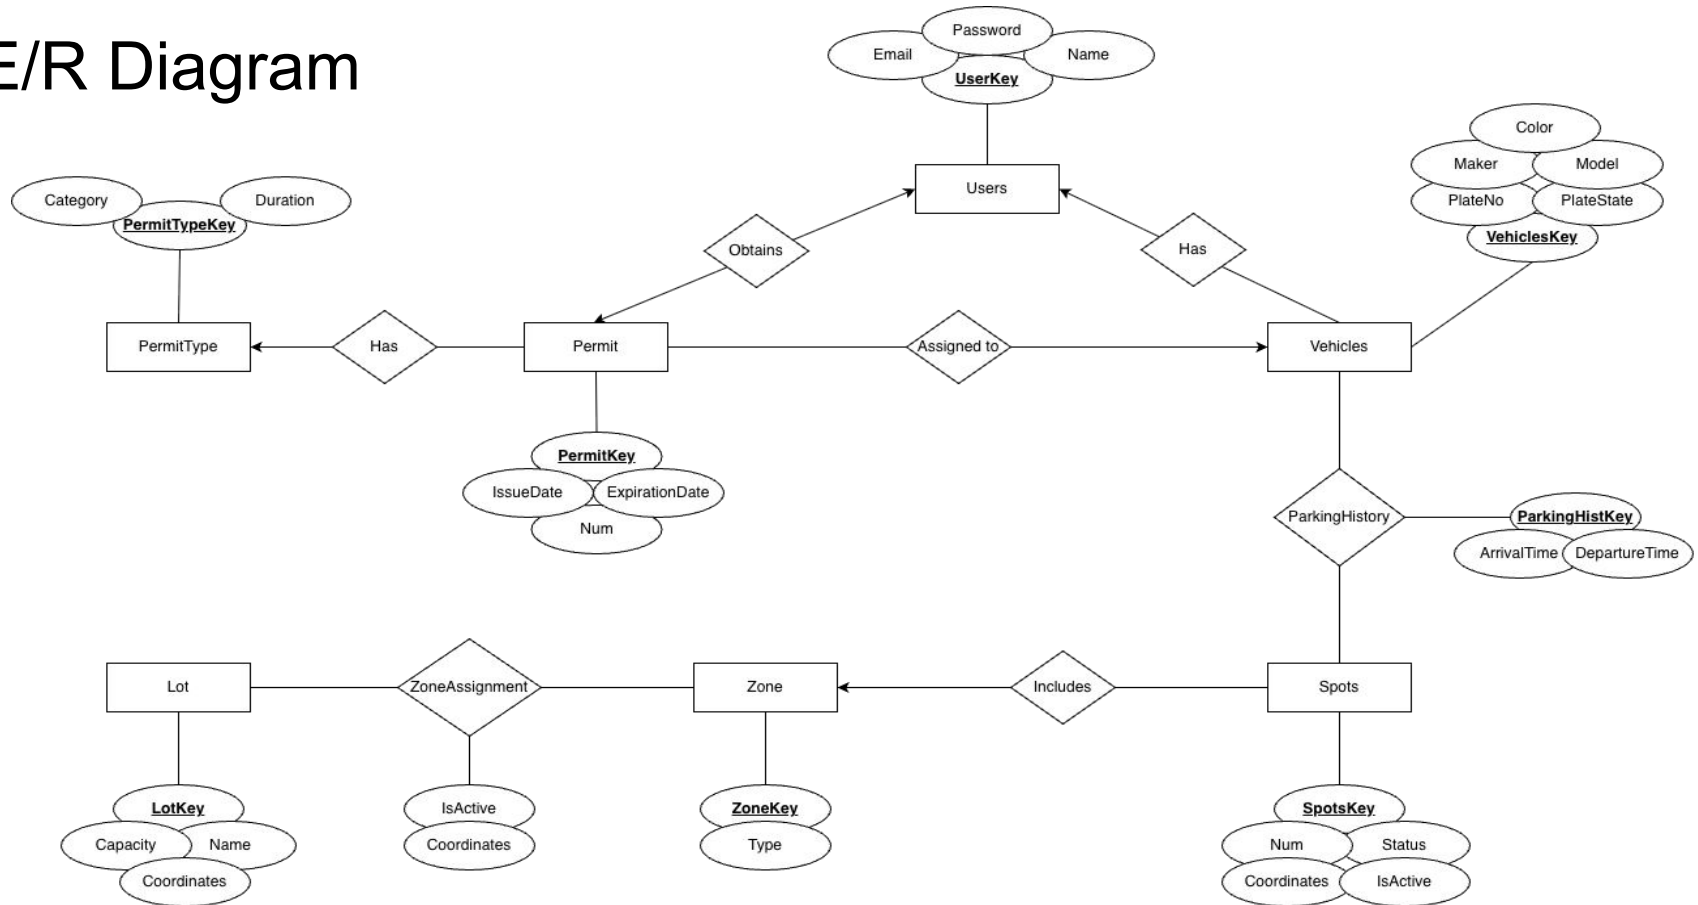 E/R Diagram
Password
Email
Name
UserKey
Color
Maker
Model
PlateNo
PlateState
VehiclesKey
Category
Duration
PermitTypeKey
Users
Obtains
Has
PermitType
Has
Permit
Assigned to
Vehicles
PermitKey
IssueDate
ExpirationDate
Num
ParkingHistory
ParkingHistKey
ArrivalTime
DepartureTime
Lot
ZoneAssignment
Zone
Includes
Spots
LotKey
Capacity
Name
Coordinates
IsActive
Coordinates
ZoneKey
Type
SpotsKey
Num
Status
Coordinates
IsActive